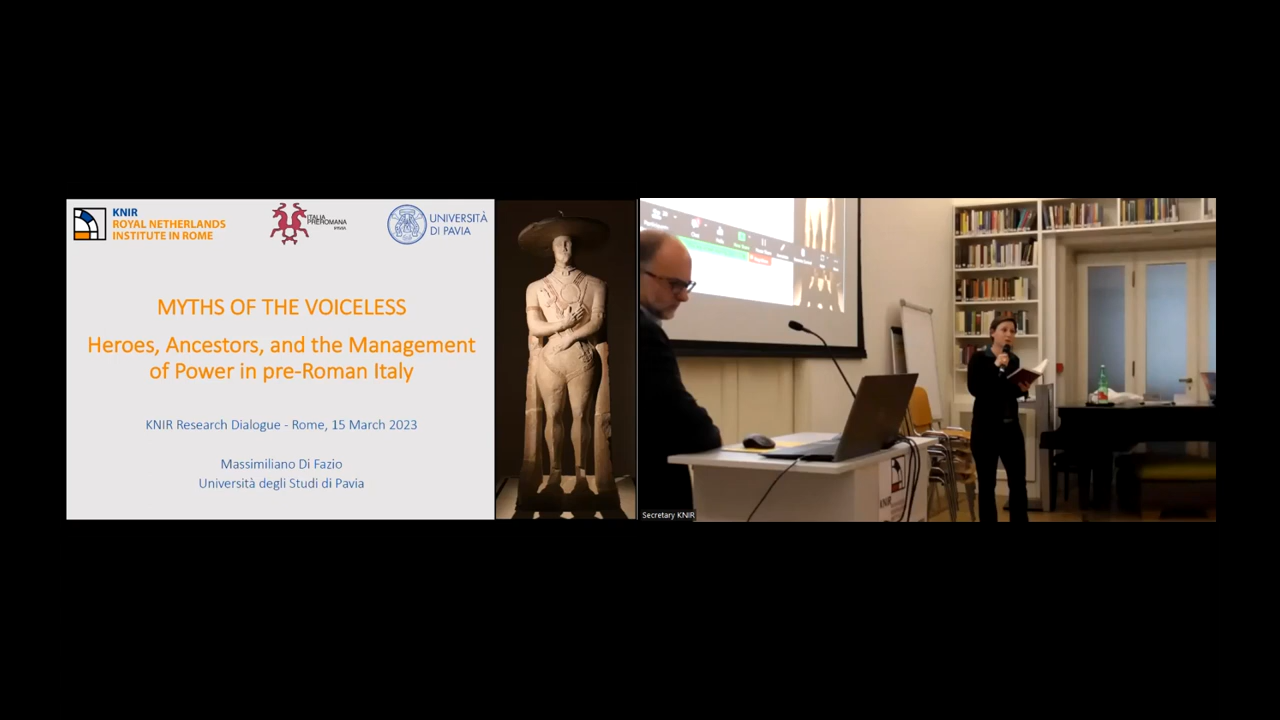 KNIR
ROYAL NETHERLANDS
INSTITUTE IN ROME
ITALIA
PREROMANA
UNIVERSITÀ
DI PAVIA
MYTHS OF THE VOICELESS
Heroes, Ancestors, and the Management
of Power in pre-Roman Italy
KNIR Research Dialogue - Rome, 15 March 2023
Massimiliano Di Fazio
Università degli Studi di Pavia
Secretary KNIR
KNIR